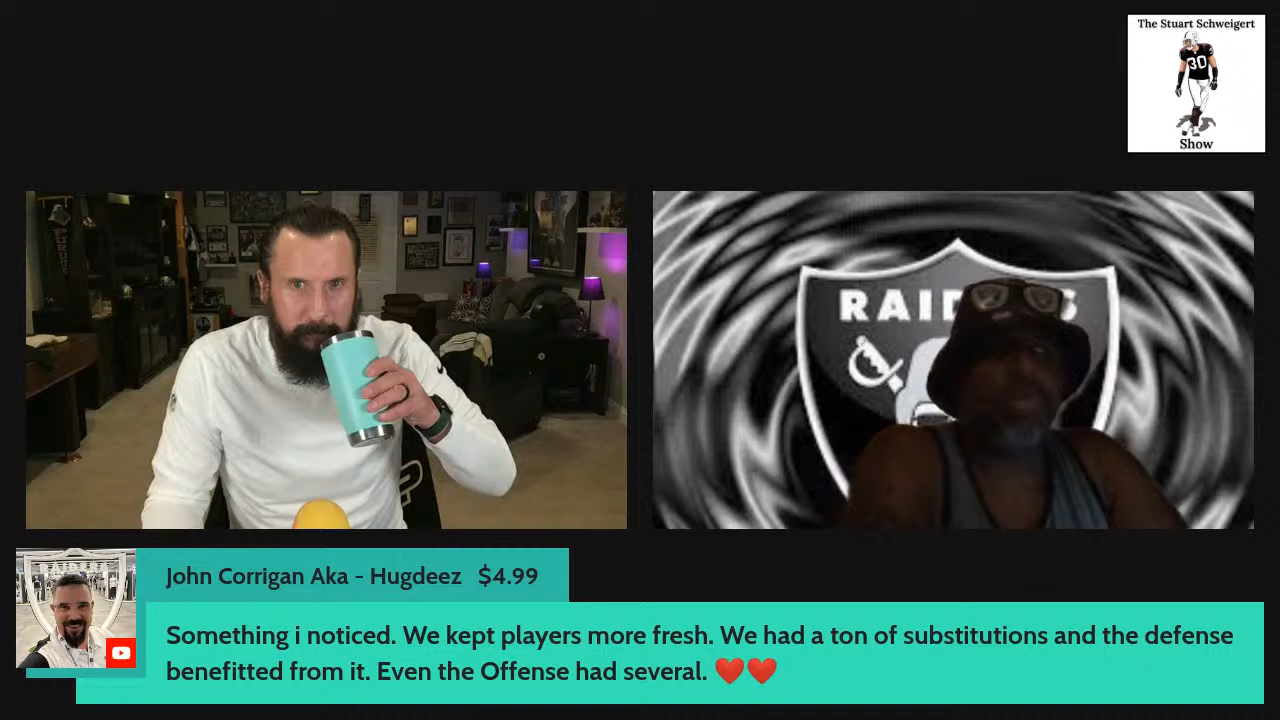 The Stuart Schweigert
30
Show
RAID S
John Corrigan Aka - Hugdeez $4.99
Something i noticed. We kept players more fresh. We had a ton of substitutions and the defense
benefitted from it. Even the Offense had several. ❤️❤️